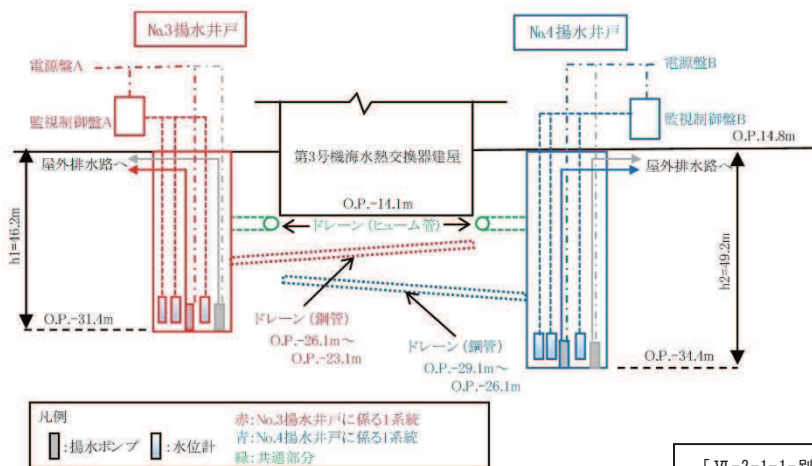 No.3揚水井戸
No.4揚水井戸
電源盤A
電源盤B
監視制御盤A
監視制御盤B
O.P.14.8m
屋外排水路へ
第3号機海水熱交換器建屋
屋外排水路へ
O.P.-14.1m
ドレーン(ヒューム管)
h1=46.2m
h2=49.2m
ドレーン(鋼管)
O.P.-26.1m~
O.P.-23.1m
ドレーン(鋼管)
O.P.-29.1m~
O.P.-26.1m
O.P.-31.4m
O.P.-34.4m
凡例
:揚水ポンプ :水位計
赤:No.3揚水井戸に係る1系統
青:No.4揚水井戸に係る1系統
緑:共通部分
「Ⅵ-2-1-1-別